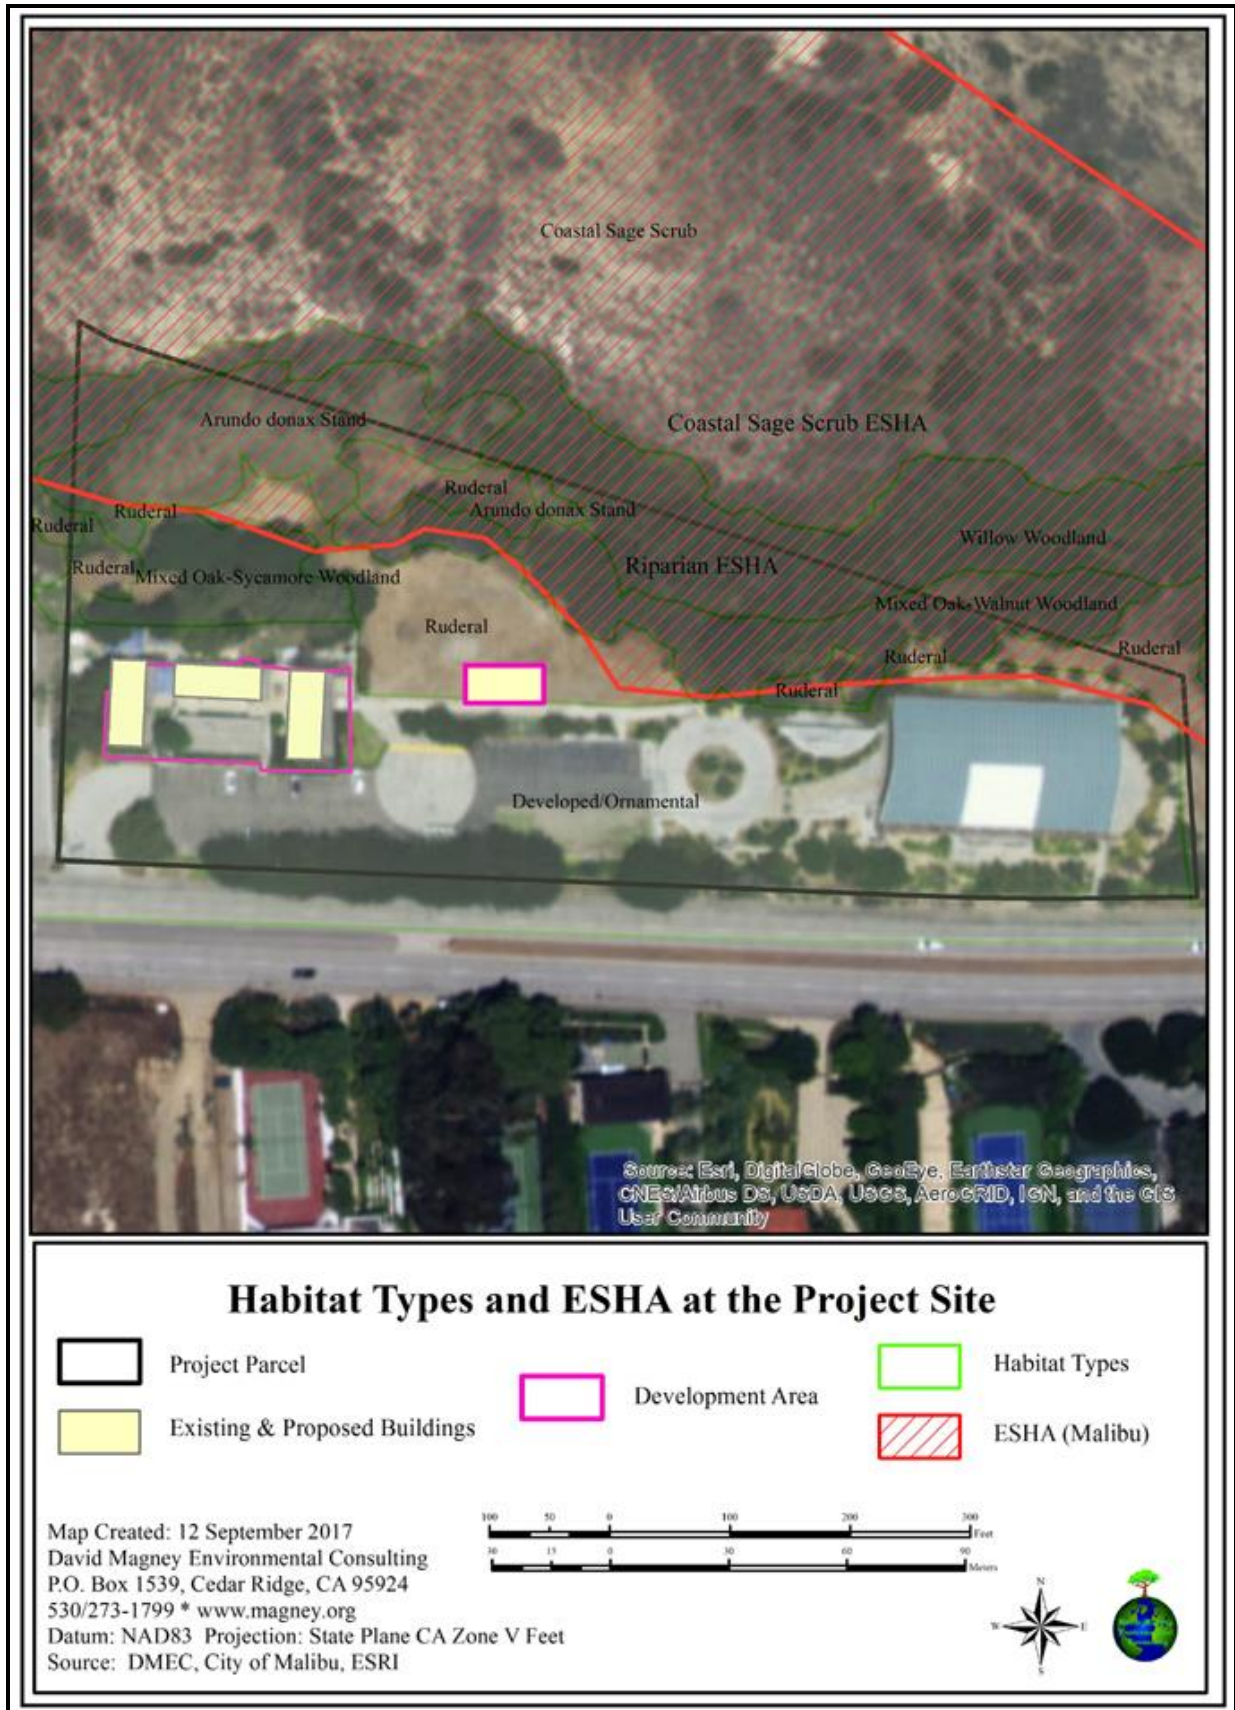 Coastal Sage Scrub
Arundo donax Stand
Coastal Sage Scrub ESHA
Ruderal
Arundo donax Stand
Ruderal
Ruderal
Willow Woodland
Riparian ESHA
Ruderal
Mixed Oak-Sycamore Woodland
Mixed Oak-Walnut Woodland
Ruderal
Ruderal
Ruderal
Ruderal
Developed/Ornamental
Source: Esri, DigitalGlobe, GeoEye, Earthstar Geographics,
CNES/Airbus DS, USDA, USGS, AeroGRID, IGN, and the GIS
User Community
Habitat Types and ESHA at the Project Site
Project Parcel
Existing & Proposed Buildings
Development Area
Habitat Types
ESHA (Malibu)
Map Created: 12 September 2017
David Magney Environmental Consulting
P.O. Box 1539, Cedar Ridge, CA 95924
530/273-1799 * www.magney.org
Datum: NAD83 Projection: State Plane CA Zone V Feet
Source: DMEC, City of Malibu, ESRI
100 50 0 100 200 300
Feet
30 15 0 30 60 90
Meters
N
W E
S